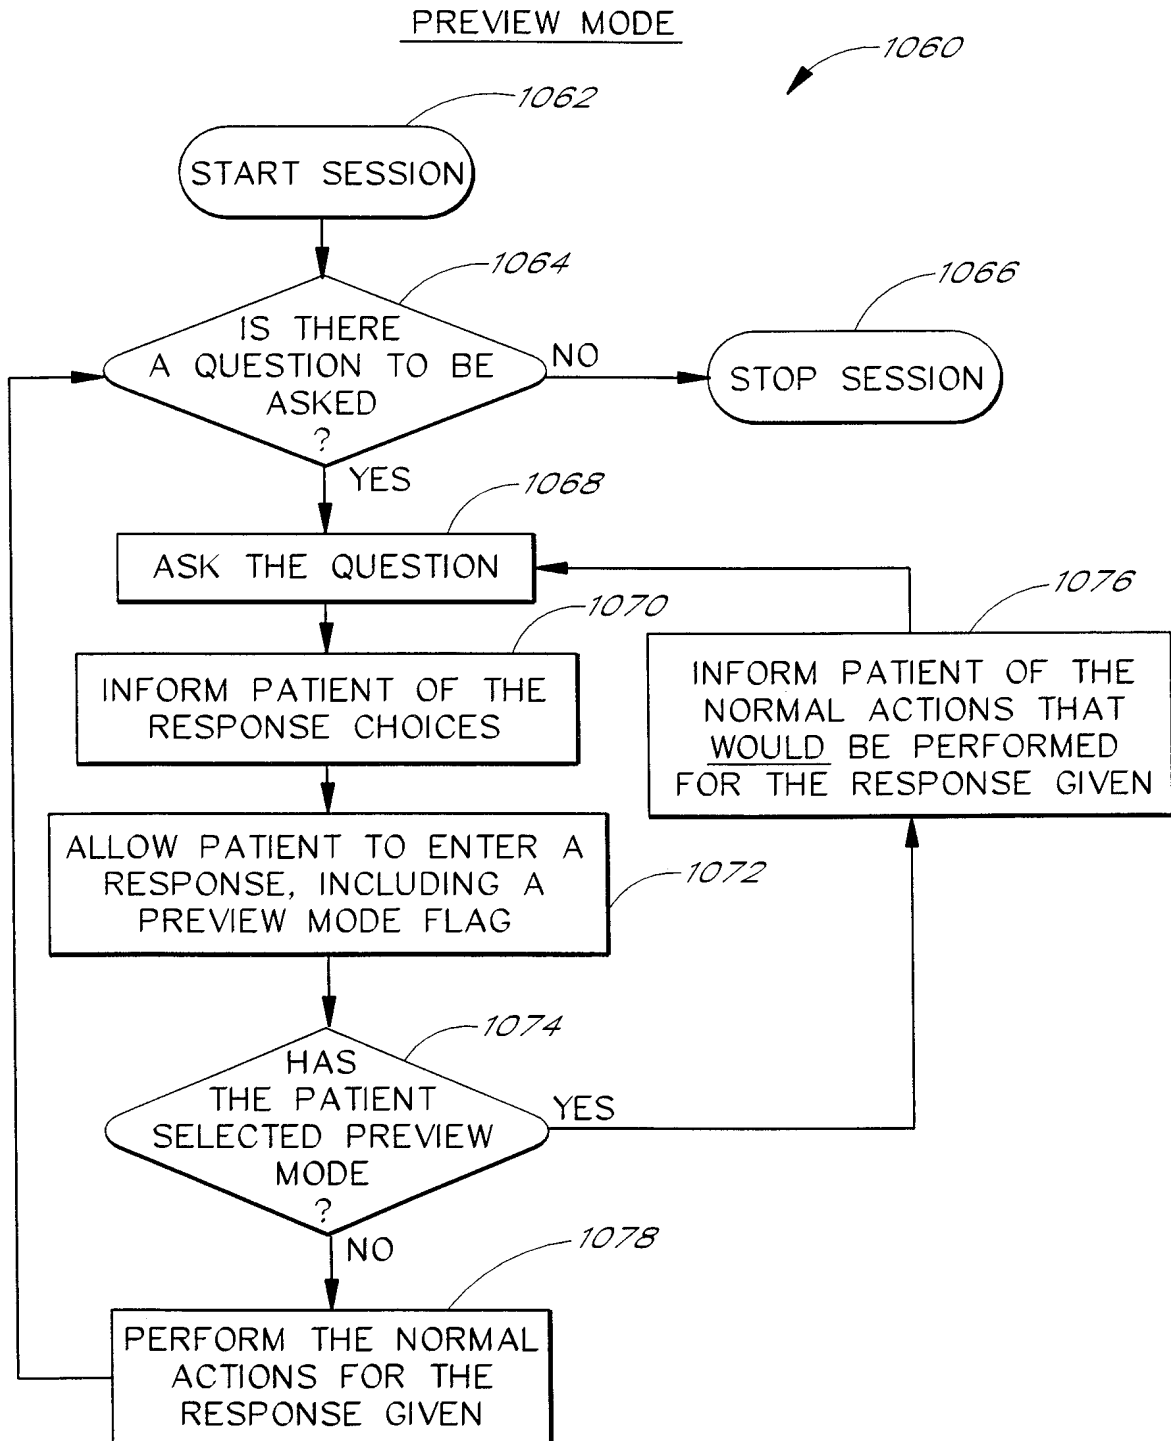 PREVIEW MODE
1060
1062
START SESSION
1064
IS THERE
A QUESTION TO BE
ASKED
?
NO
1066
STOP SESSION
YES
1068
ASK THE QUESTION
1070
INFORM PATIENT OF THE
RESPONSE CHOICES
1076
INFORM PATIENT OF THE
NORMAL ACTIONS THAT
WOULD BE PERFORMED
FOR THE RESPONSE GIVEN
ALLOW PATIENT TO ENTER A
RESPONSE, INCLUDING A
PREVIEW MODE FLAG
1072
1074
HAS
THE PATIENT
SELECTED PREVIEW
MODE
?
YES
NO
1078
PERFORM THE NORMAL
ACTIONS FOR THE
RESPONSE GIVEN